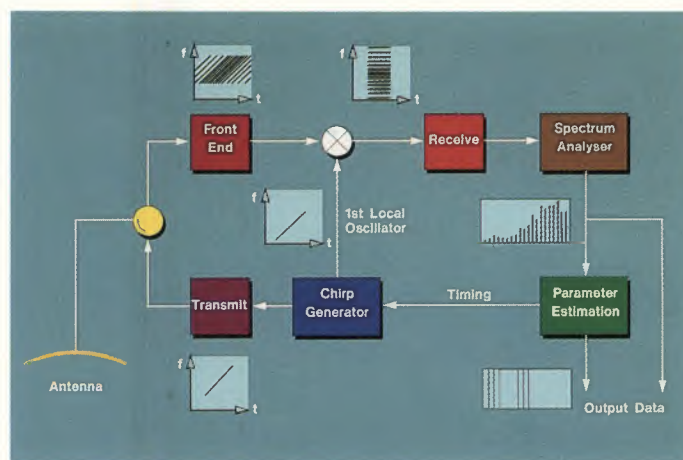 f
t
f
t
Front
End
Receive
Spectrum
Analyser
f
t
1st Local
Oscillator
Transmit
Chirp
Generator
Timing
Parameter
Estimation
f
t
Antenna
Output Data